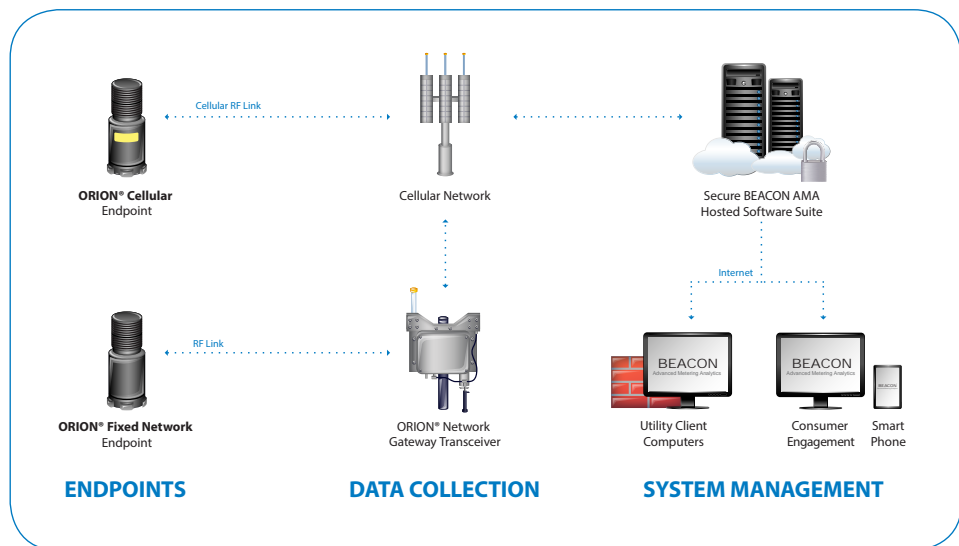 Cellular RF Link
ORION® Cellular
Endpoint
Cellular Network
Secure BEACON AMA
Hosted Software Suite
Internet
RF Link
BEACON
Advanced Metering Analytics
BEACON
Advanced Metering Analytics
BEACON
ORION® Fixed Network
Endpoint
ORION® Network
Gateway Transceiver
Utility Client
Computers
Consumer
Engagement
Smart
Phone
ENDPOINTS
DATA COLLECTION
SYSTEM MANAGEMENT